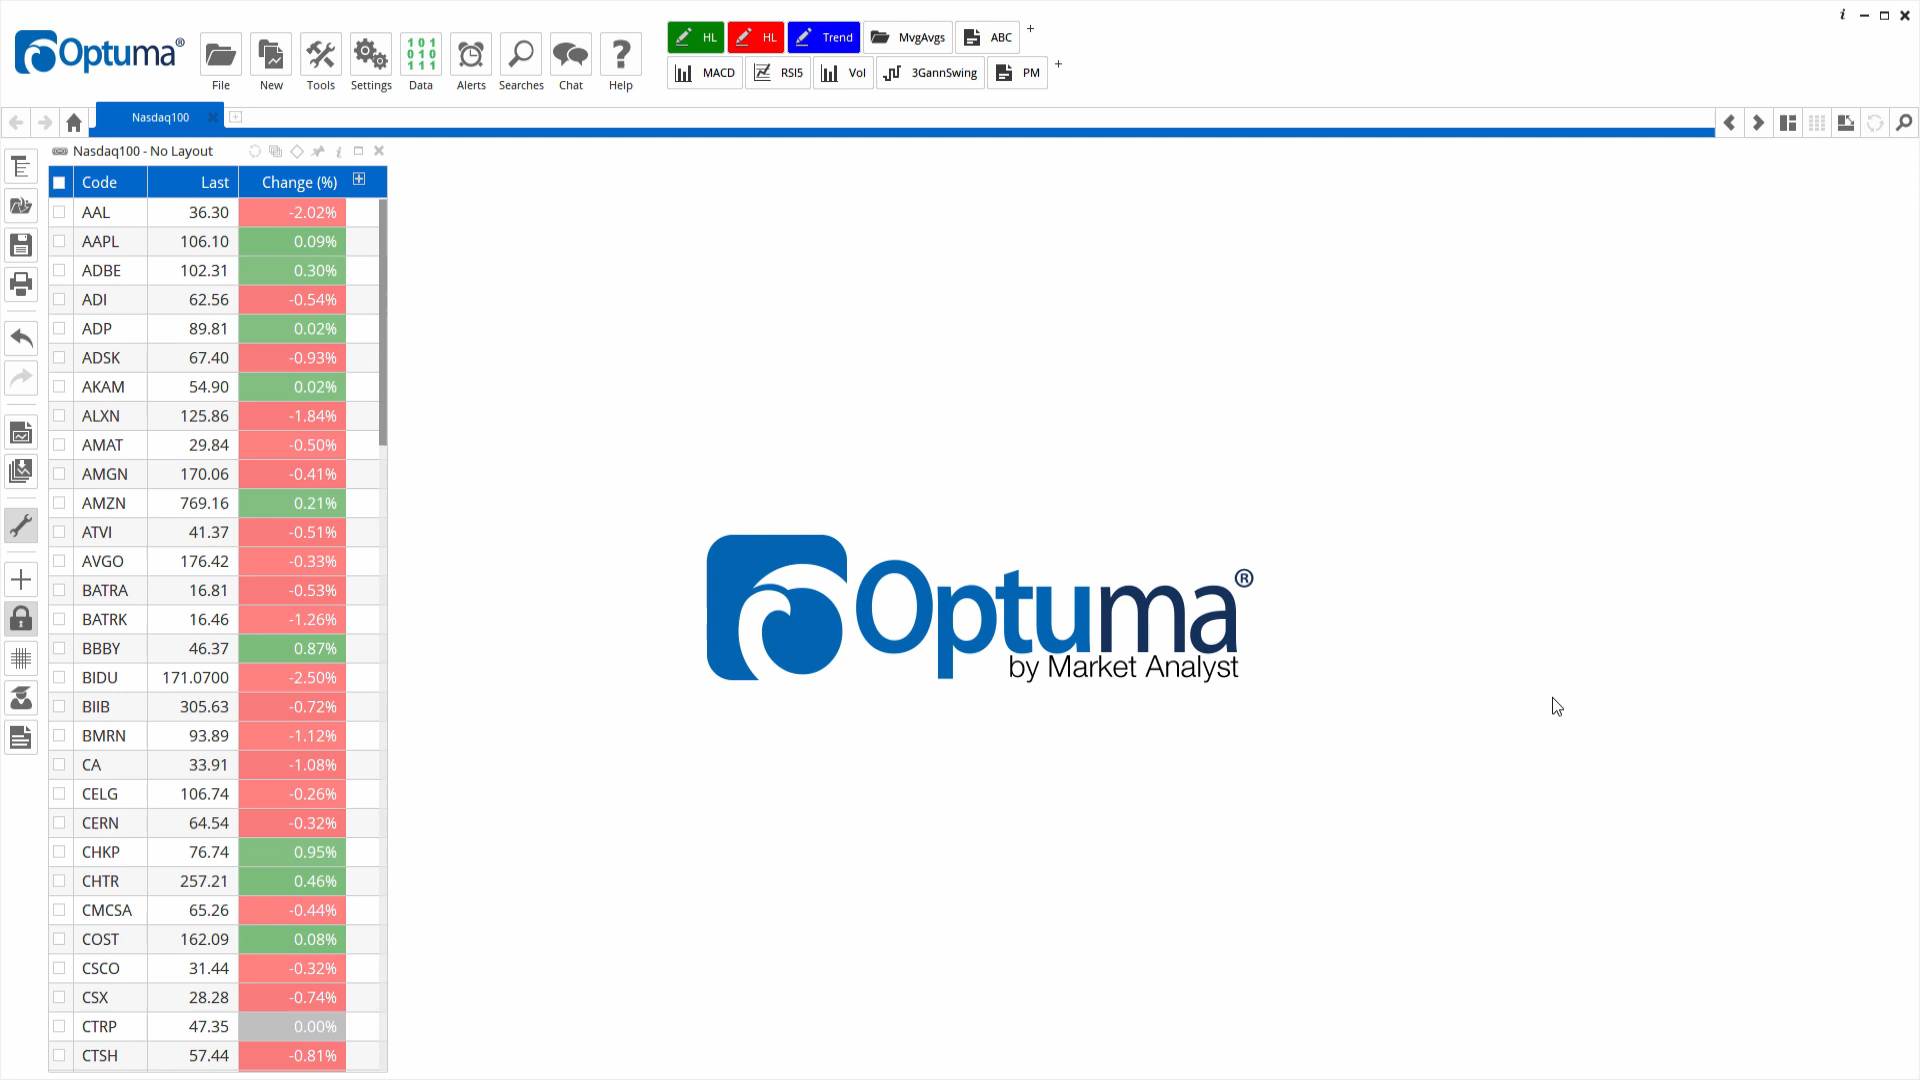 Optuma®
File New Tools Settings Data Alerts Searches Chat Help
HL HL Trend MvgAvgs ABC +
MACD RSI5 Vol 3GannSwing PM +
Nasdaq100
Nasdaq100 - No Layout
Code Last Change (%)
AAL 36.30 -2.02%
AAPL 106.10 0.09%
ADBE 102.31 0.30%
ADI 62.56 -0.54%
ADP 89.81 0.02%
ADSK 67.40 -0.93%
AKAM 54.90 0.02%
ALXN 125.86 -1.84%
AMAT 29.84 -0.50%
AMGN 170.06 -0.41%
AMZN 769.16 0.21%
ATVI 41.37 -0.51%
AVGO 176.42 -0.33%
BATRA 16.81 -0.53%
BATRK 16.46 -1.26%
BBBY 46.37 0.87%
BIDU 171.0700 -2.50%
BIIB 305.63 -0.72%
BMRN 93.89 -1.12%
CA 33.91 -1.08%
CELG 106.74 -0.26%
CERN 64.54 -0.32%
CHKP 76.74 0.95%
CHTR 257.21 0.46%
CMCSA 65.26 -0.44%
COST 162.09 0.08%
CSCO 31.44 -0.32%
CSX 28.28 -0.74%
CTRP 47.35 0.00%
CTSH 57.44 -0.81%
Optuma®
by Market Analyst